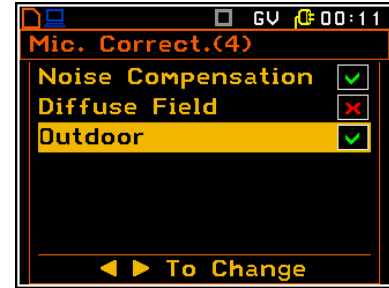 GV 00:11
Mic. Correct.(4)
Noise Compensation
Diffuse Field
Outdoor
To Change